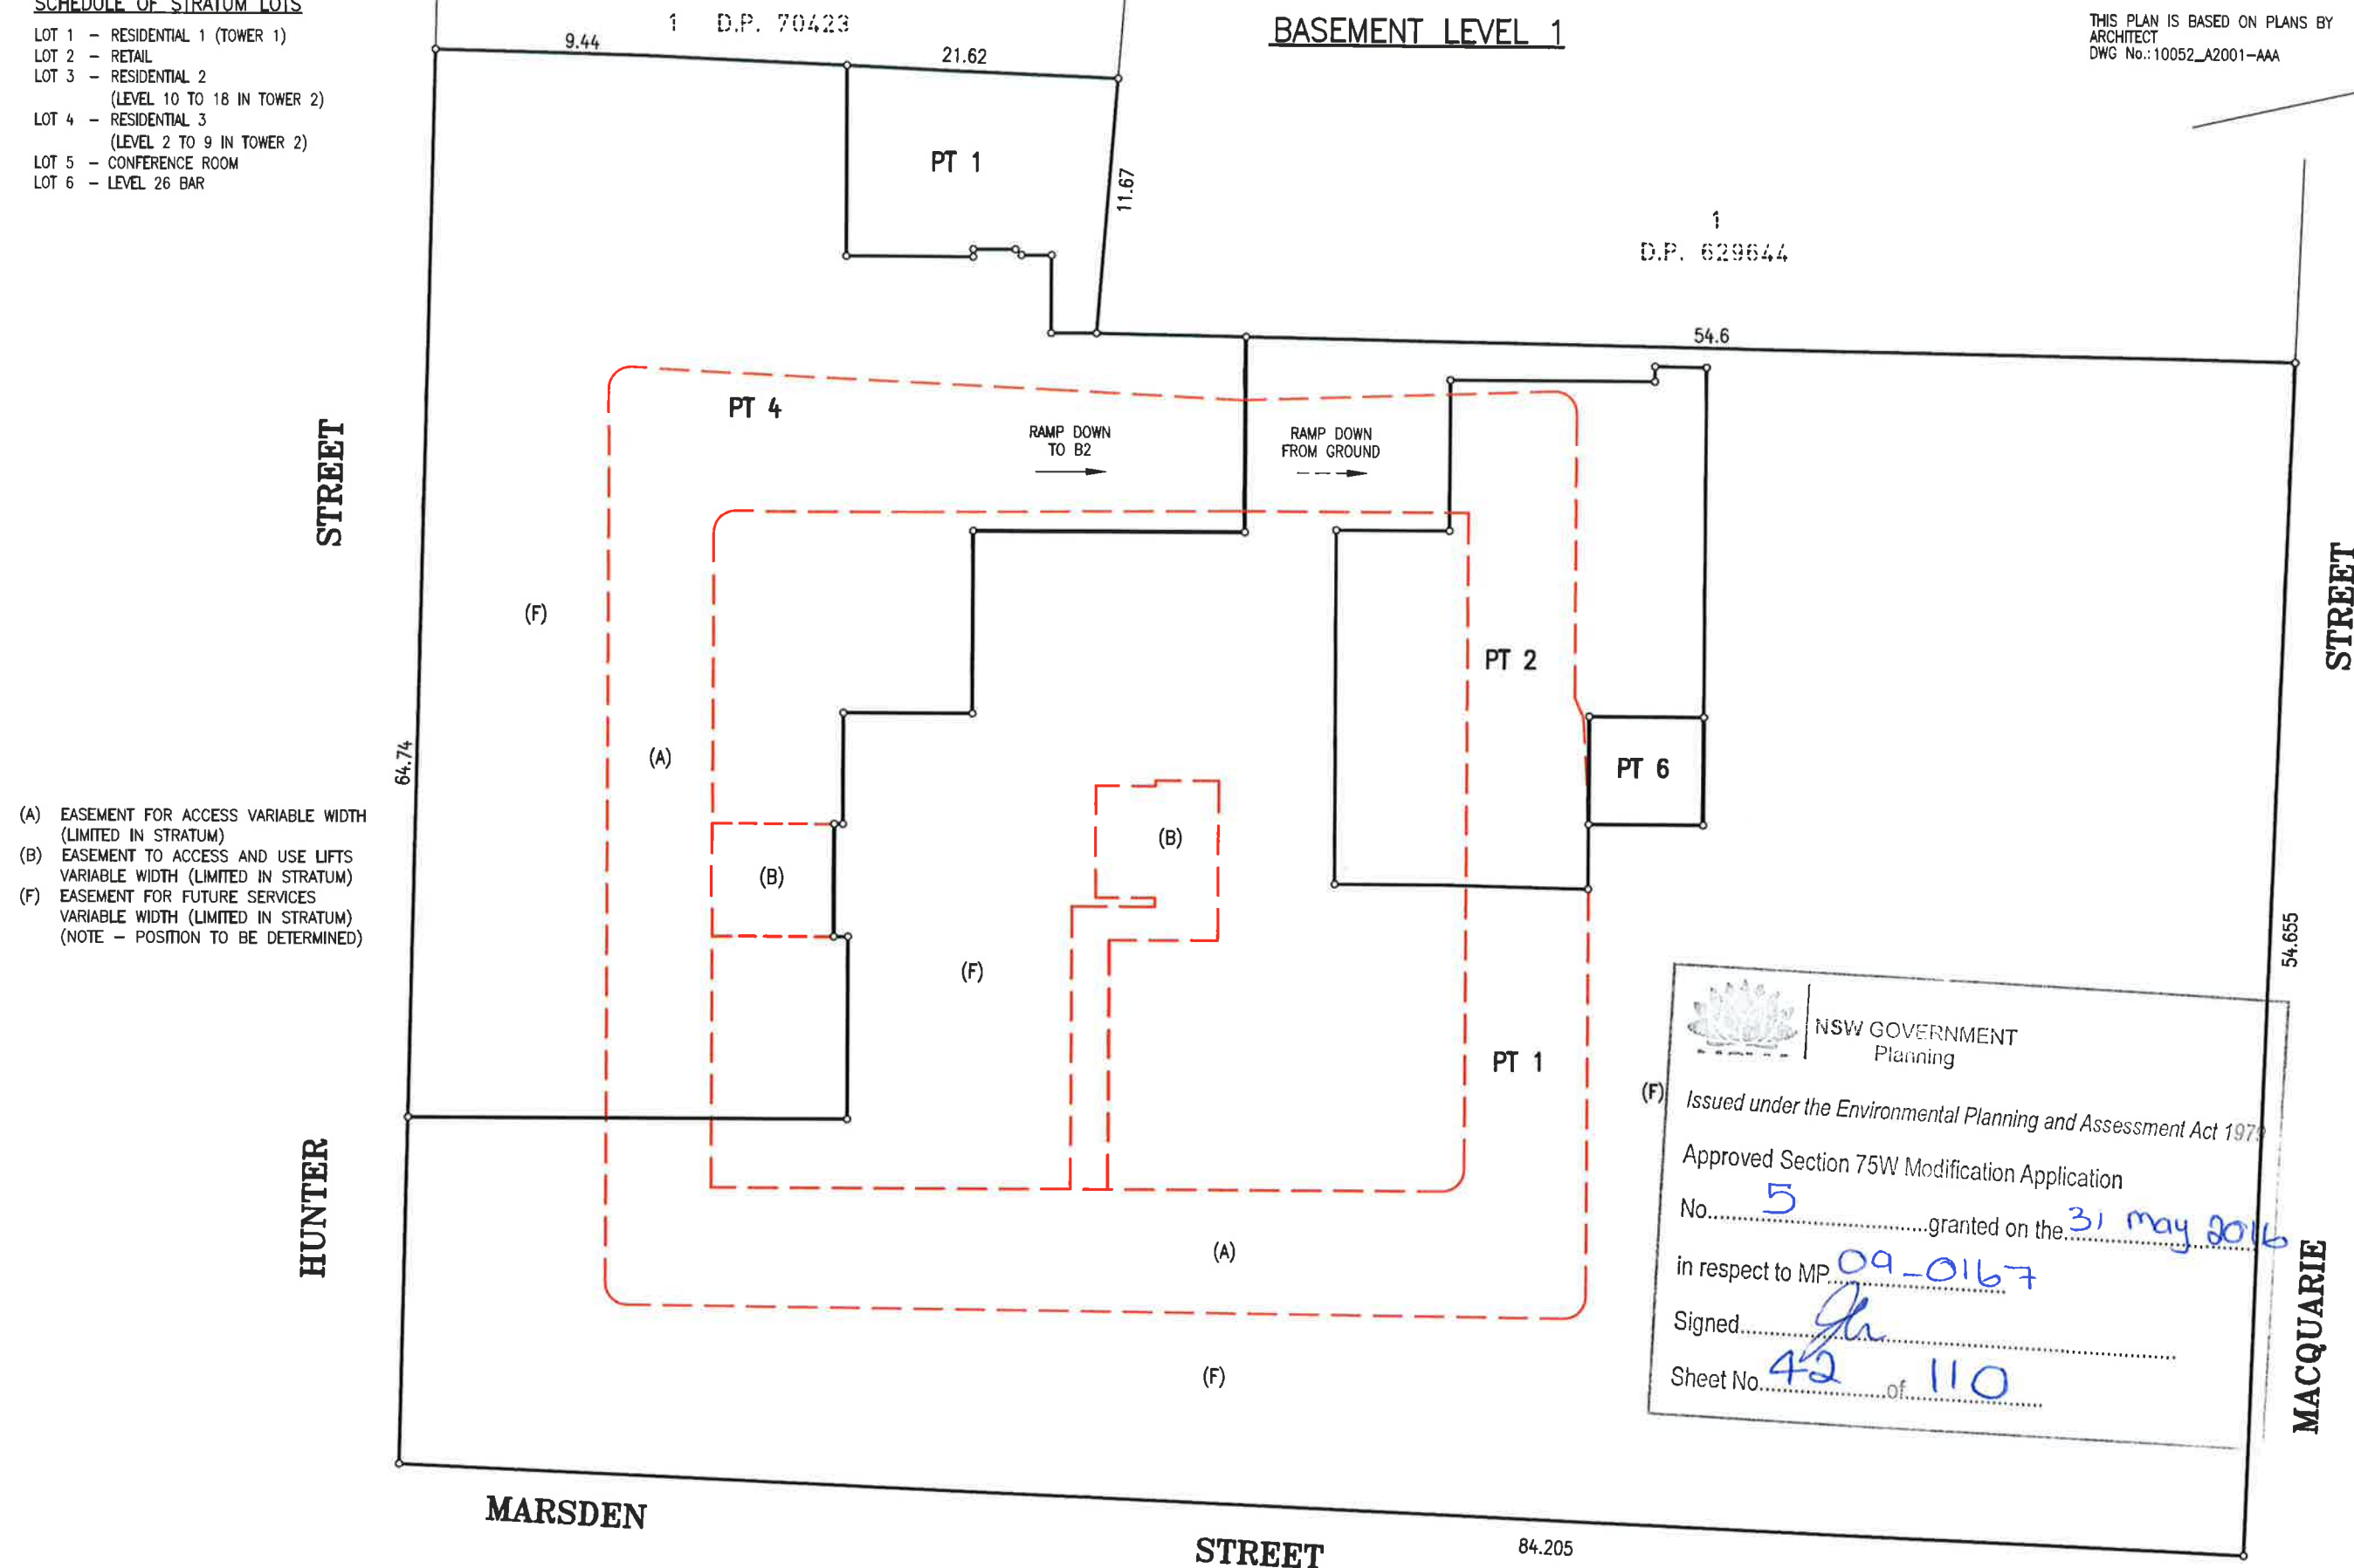 SCHEDULE OF STRATUM LOTS
LOT 1 – RESIDENTIAL 1 (TOWER 1)
LOT 2 – RETAIL
LOT 3 – RESIDENTIAL 2
(LEVEL 10 TO 18 IN TOWER 2)
LOT 4 – RESIDENTIAL 3
(LEVEL 2 TO 9 IN TOWER 2)
LOT 5 – CONFERENCE ROOM
LOT 6 – LEVEL 26 BAR
1 D.P. 70423
BASEMENT LEVEL 1
THIS PLAN IS BASED ON PLANS BY
ARCHITECT
DWG No.: 10052_A2001-AAA
9.44
21.62
PT 1
11.67
1
D.P. 629644
54.6
PT 4
RAMP DOWN
TO B2
RAMP DOWN
FROM GROUND
STREET
STREET
(F)
PT 2
(A)
64.74
PT 6
(A) EASEMENT FOR ACCESS VARIABLE WIDTH
(LIMITED IN STRATUM)
(B) EASEMENT TO ACCESS AND USE LIFTS
VARIABLE WIDTH (LIMITED IN STRATUM)
(F) EASEMENT FOR FUTURE SERVICES
VARIABLE WIDTH (LIMITED IN STRATUM)
(NOTE – POSITION TO BE DETERMINED)
(B)
(B)
(F)
54.655
PT 1
(F)
NSW GOVERNMENT
Planning
Issued under the Environmental Planning and Assessment Act 1979
Approved Section 75W Modification Application
No. 5 granted on the 31 may 2016
in respect to MP 09_0167
Signed
Sheet No. 42 of 110
HUNTER
(A)
(F)
MACQUARIE
MARSDEN
STREET
84.205